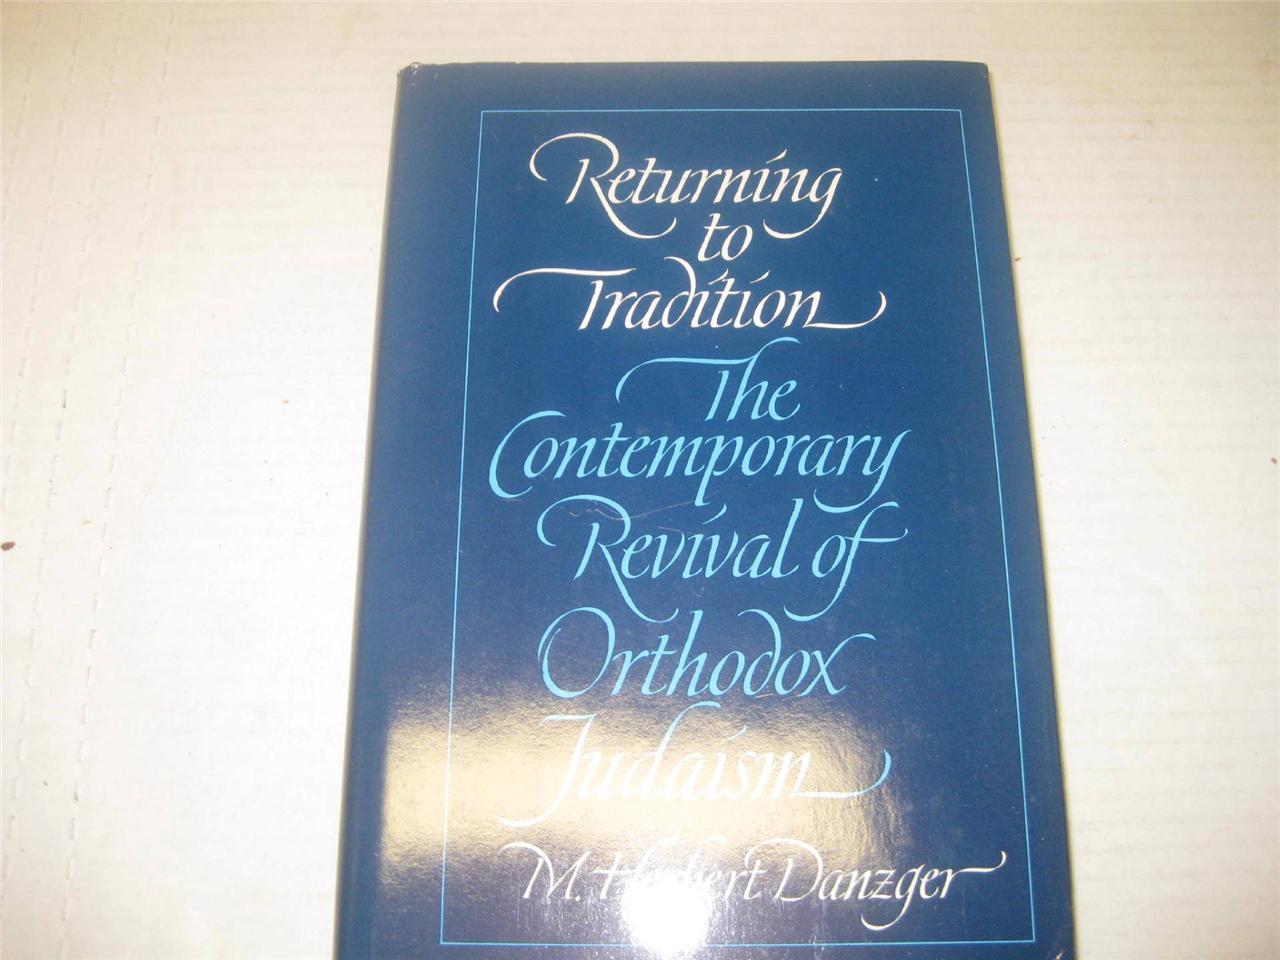 Returning
to
Tradition
The
Contemporary
Revival of
Orthodox
Judaism
M. Herbert Danzger